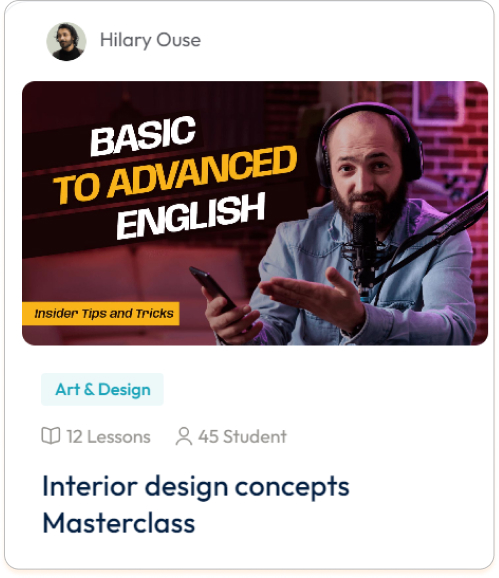 Hilary Ouse
BASIC
TO ADVANCED
ENGLISH
Insider Tips and Tricks
Art & Design
12 Lessons 45 Student
Interior design concepts
Masterclass